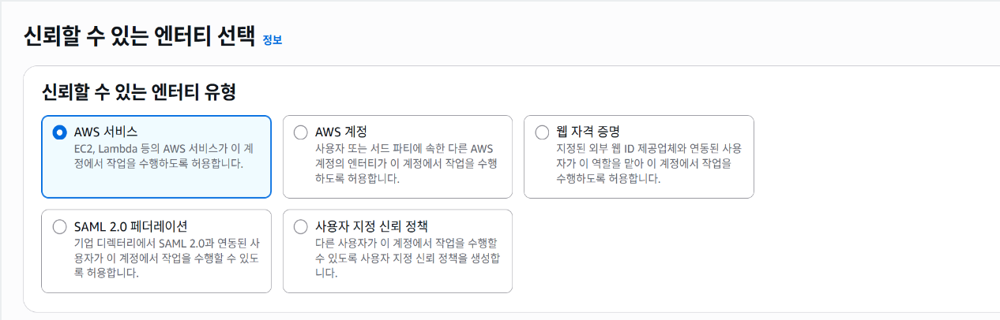 신뢰할 수 있는 엔터티 선택 정보
신뢰할 수 있는 엔터티 유형
AWS 서비스
EC2, Lambda 등의 AWS 서비스가 이 계
정에서 작업을 수행하도록 허용합니다.
AWS 계정
사용자 또는 서드 파티에 속한 다른 AWS
계정의 엔터티가 이 계정에서 작업을 수행
하도록 허용합니다.
웹 자격 증명
지정된 외부 웹 ID 제공업체와 연동된 사용
자가 이 역할을 맡아 이 계정에서 작업을
수행하도록 허용합니다.
SAML 2.0 페더레이션
기업 디렉터리에서 SAML 2.0과 연동된 사
용자가 이 계정에서 작업을 수행할 수 있도
록 허용합니다.
사용자 지정 신뢰 정책
다른 사용자가 이 계정에서 작업을 수행할
수 있도록 사용자 지정 신뢰 정책을 생성합
니다.